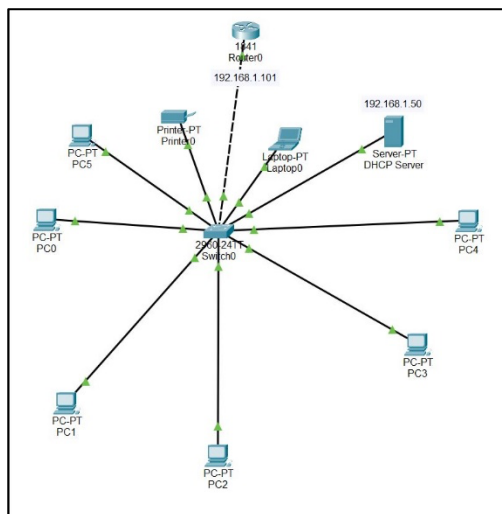 1841
Router0
192.168.1.101
192.168.1.50
Printer-PT
Printer0
PC-PT
PC5
Laptop-PT
Laptop0
Server-PT
DHCP Server
PC-PT
PC0
2960-24TT
Switch0
PC-PT
PC4
PC-PT
PC3
PC-PT
PC1
PC-PT
PC2